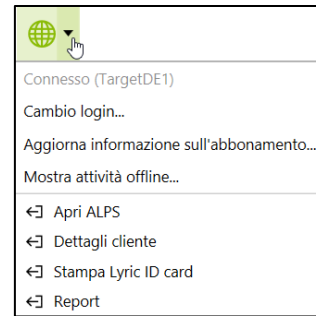 Connesso (TargetDE1)
Cambio login...
Aggiorna informazione sull'abbonamento...
Mostra attività offline...
Apri ALPS
Dettagli cliente
Stampa Lyric ID card
Report